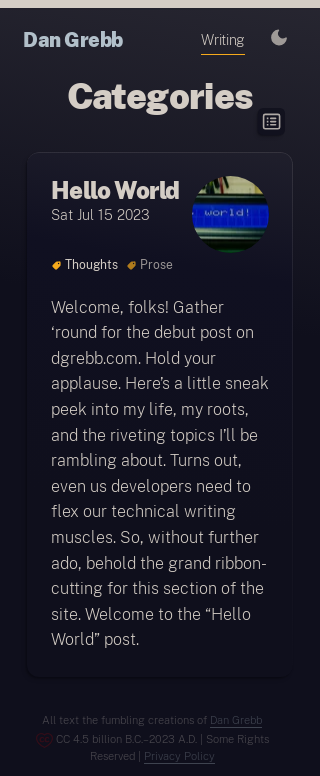 Dan Grebb
Writing
Categories
Hello World
Sat Jul 15 2023
world!
Thoughts Prose
Welcome, folks! Gather
‘round for the debut post on
dgrebb.com. Hold your
applause. Here’s a little sneak
peek into my life, my roots,
and the riveting topics I’ll be
rambling about. Turns out,
even us developers need to
flex our technical writing
muscles. So, without further
ado, behold the grand ribbon-
cutting for this section of the
site. Welcome to the “Hello
World” post.
All text the fumbling creations of Dan Grebb
CC 4.5 billion B.C.–2023 A.D. | Some Rights
Reserved | Privacy Policy